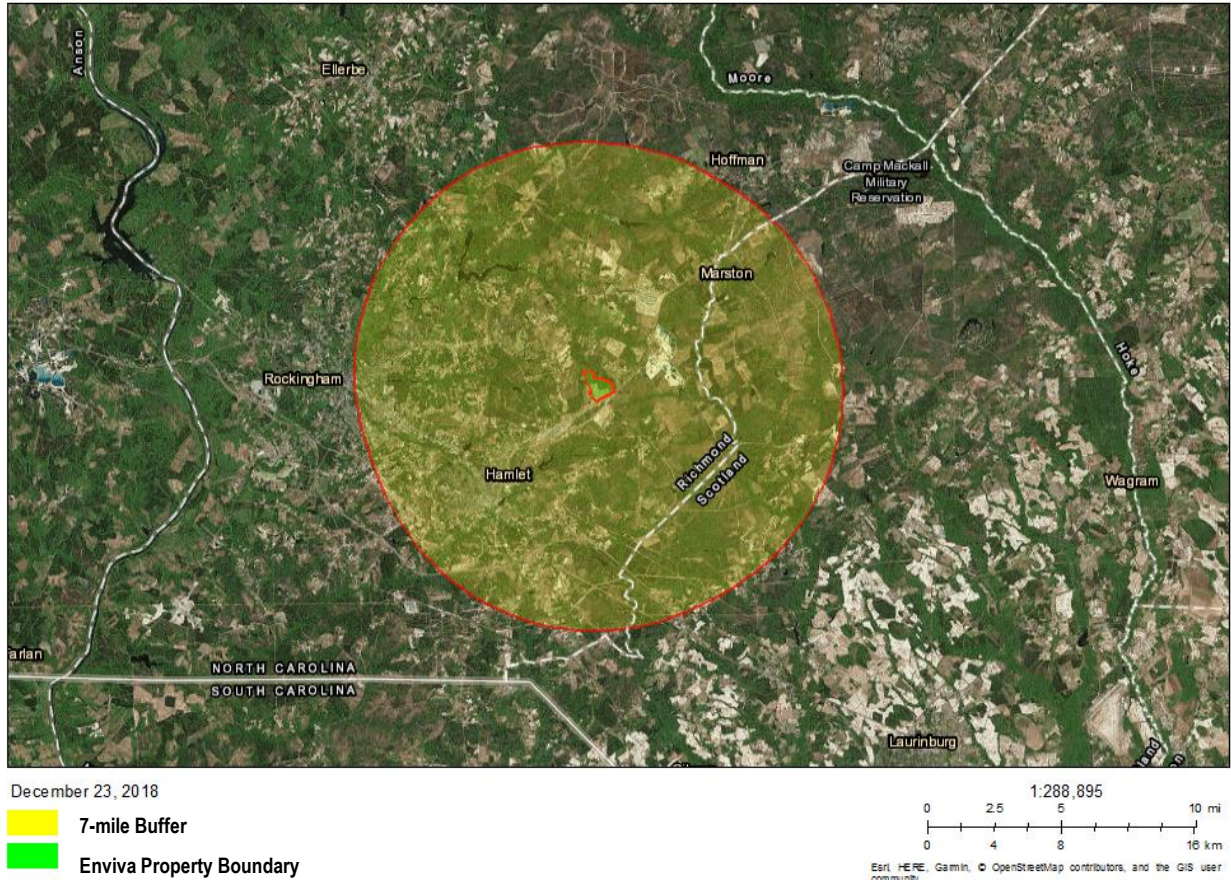 Anson
Ellerbe
Moore
Hoffman
Camp Mackall
Military
Reservation
Marston
Hoke
Rockingham
Richmond
Scotland
Hamlet
Wagram
arlan
NORTH CAROLINA
SOUTH CAROLINA
Laurinburg
land
on
December 23, 2018
1:288,895
0 2.5 5 10 mi
0 4 8 16 km
7-mile Buffer
Enviva Property Boundary
Esri, HERE, Garmin, © OpenStreetMap contributors, and the GIS user
community